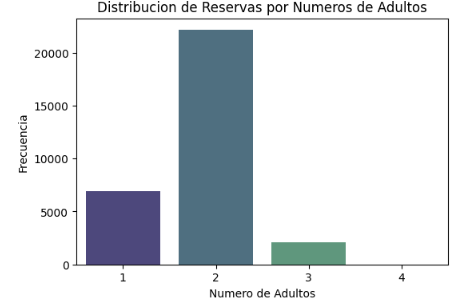 Distribucion de Reservas por Numeros de Adultos
20000
15000
10000
5000
0
Frecuencia
1 2 3 4
Numero de Adultos